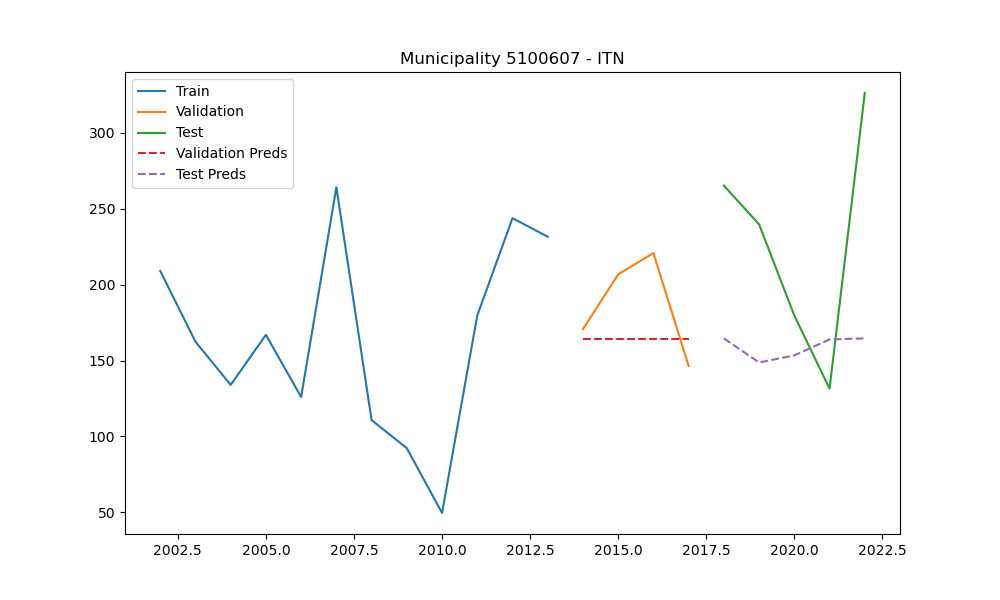 Municipality 5100607 - ITN
Train
Validation
Test
Validation Preds
Test Preds
300
250
200
150
100
50
2002.5 2005.0 2007.5 2010.0 2012.5 2015.0 2017.5 2020.0 2022.5